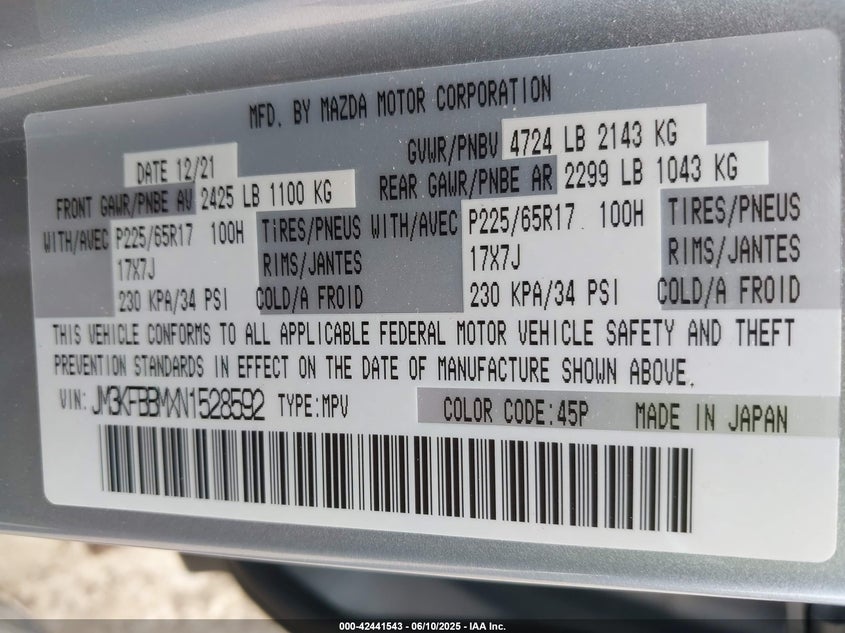 MFD. BY MAZDA MOTOR CORPORATION
DATE 12/21 GVWR/PNBV 4724 LB 2143 KG
FRONT GAWR/PNBE AV 2425 LB 1100 KG REAR GAWR/PNBE AR 2299 LB 1043 KG
WITH/AVEC P225/65R17 100H TIRES/PNEUS WITH/AVEC P225/65R17 100H TIRES/PNEUS
17X7J RIMS/JANTES 17X7J RIMS/JANTES
230 KPA/34 PSI COLD/A FROID 230 KPA/34 PSI COLD/A FROID
THIS VEHICLE CONFORMS TO ALL APPLICABLE FEDERAL MOTOR VEHICLE SAFETY AND THEFT
PREVENTION STANDARDS IN EFFECT ON THE DATE OF MANUFACTURE SHOWN ABOVE.
VIN: JM3KFBBMXN1528592 TYPE:MPV COLOR CODE:45P MADE IN JAPAN
000-42441543 - 06/10/2025 - IAA Inc.